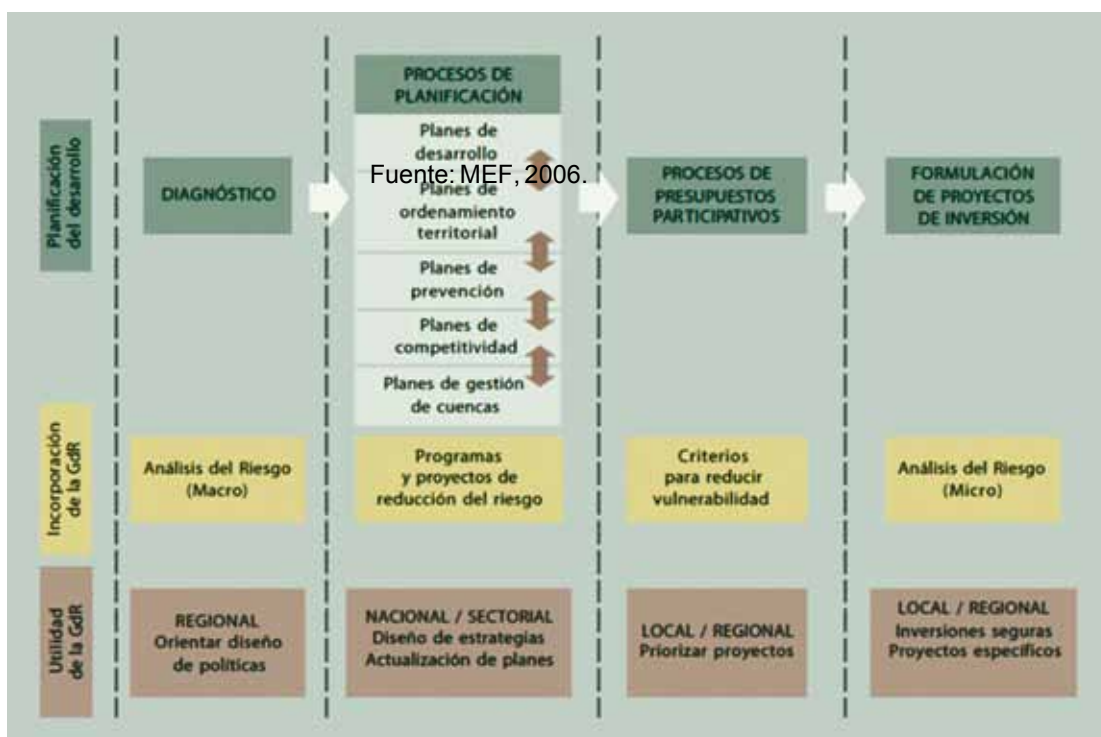 Planificación
del desarrollo
DIAGNÓSTICO
PROCESOS DE
PLANIFICACIÓN
Planes de
desarrollo
Fuente: MEF, 2006.
Planes de
ordenamiento
territorial
Planes de
prevención
Planes de
competitividad
Planes de gestión
de cuencas
PROCESOS DE
PRESUPUESTOS
PARTICIPATIVOS
FORMULACIÓN
DE PROYECTOS
DE INVERSIÓN
Incorporación
de la GdR
Análisis del Riesgo
(Macro)
Programas
y proyectos de
reducción del riesgo
Criterios
para reducir
vulnerabilidad
Análisis del Riesgo
(Micro)
Utilidad
de la GdR
REGIONAL
Orientar diseño
de políticas
NACIONAL / SECTORIAL
Diseño de estrategias
Actualización de planes
LOCAL / REGIONAL
Priorizar proyectos
LOCAL / REGIONAL
Inversiones seguras
Proyectos específicos